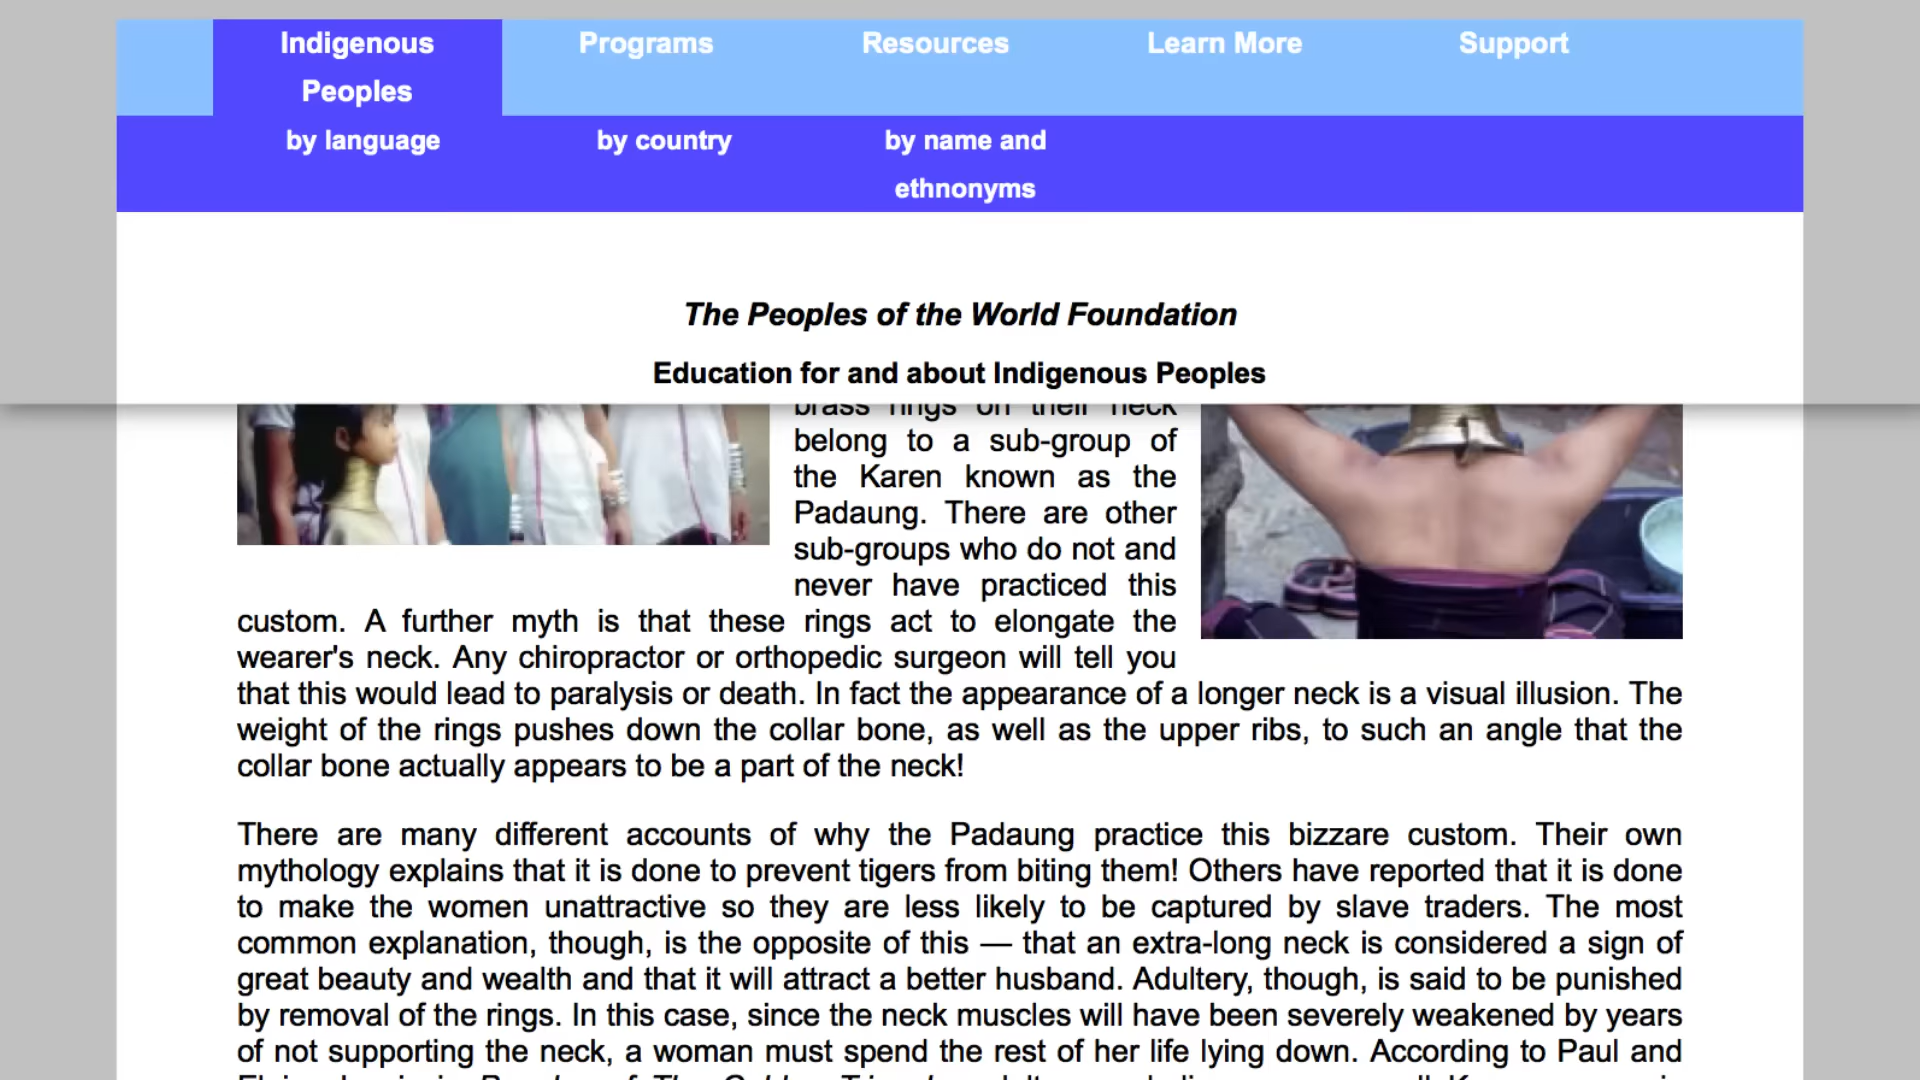 Indigenous
Peoples
Programs
Resources
Learn More
Support
by language
by country
by name and
ethnonyms
The Peoples of the World Foundation
Education for and about Indigenous Peoples
brass rings on their neck
belong to a sub-group of
the Karen known as the
Padaung. There are other
sub-groups who do not and
never have practiced this
custom. A further myth is that these rings act to elongate the
wearer's neck. Any chiropractor or orthopedic surgeon will tell you
that this would lead to paralysis or death. In fact the appearance of a longer neck is a visual illusion. The
weight of the rings pushes down the collar bone, as well as the upper ribs, to such an angle that the
collar bone actually appears to be a part of the neck!
There are many different accounts of why the Padaung practice this bizzare custom. Their own
mythology explains that it is done to prevent tigers from biting them! Others have reported that it is done
to make the women unattractive so they are less likely to be captured by slave traders. The most
common explanation, though, is the opposite of this — that an extra-long neck is considered a sign of
great beauty and wealth and that it will attract a better husband. Adultery, though, is said to be punished
by removal of the rings. In this case, since the neck muscles will have been severely weakened by years
of not supporting the neck, a woman must spend the rest of her life lying down. According to Paul and